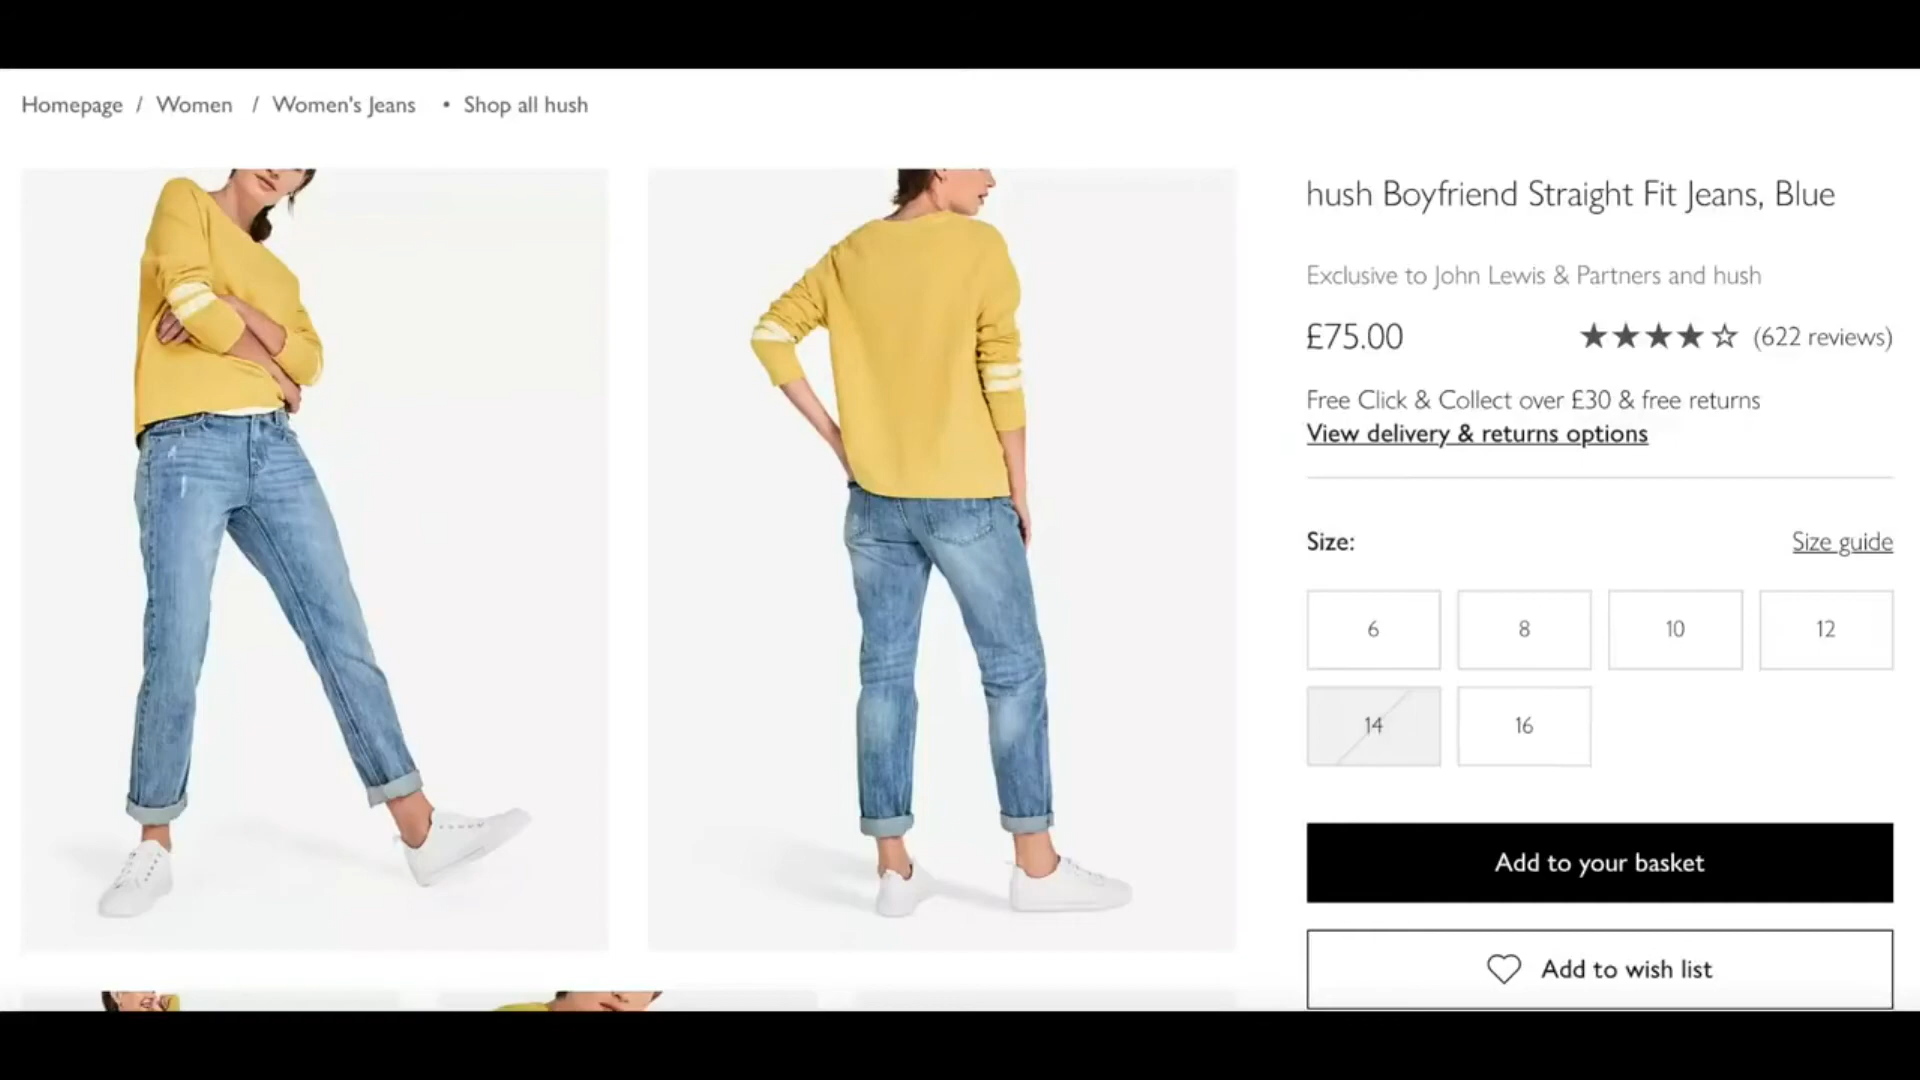 Homepage / Women / Women's Jeans • Shop all hush
hush Boyfriend Straight Fit Jeans, Blue
Exclusive to John Lewis & Partners and hush
£75.00 ★★★★☆ (622 reviews)
Free Click & Collect over £30 & free returns
View delivery & returns options
Size: Size guide
6 8 10 12
14 16
Add to your basket
Add to wish list